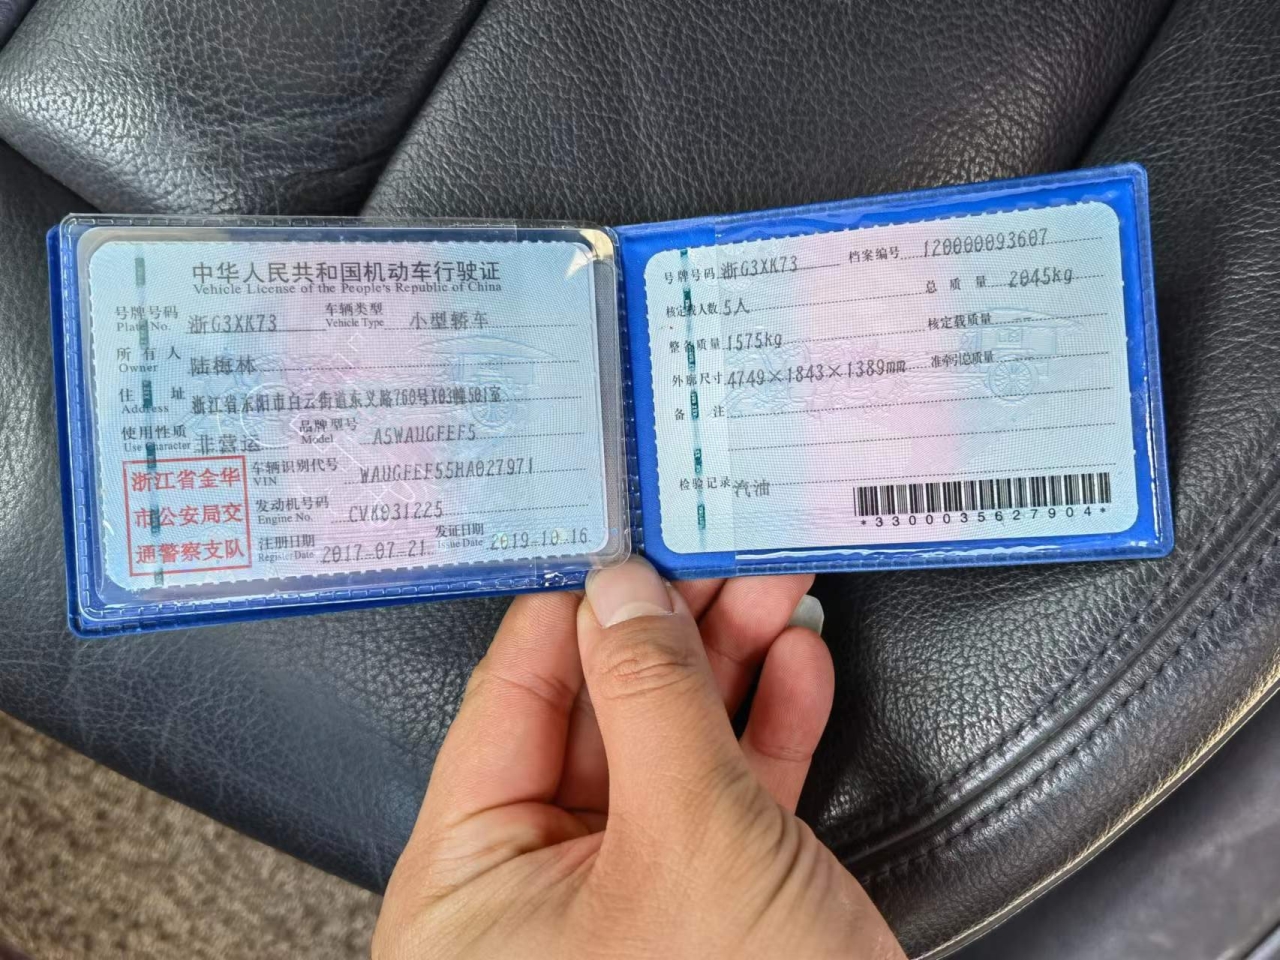 中华人民共和国机动车行驶证
Vehicle License of the People's Republic of China
号牌号码 浙G3XK73 车辆类型 小型轿车
Plate No. Vehicle Type
所有人 陆梅林
Owner
住址 浙江省东阳市白云街道东义路760号X03幢501室
Address
使用性质 非营运 品牌型号 A5WAUGFEF5
Use Character Model
车辆识别代号 WAUGFEF55HA027971
VIN
发动机号码 CVK031225
Engine No.
注册日期 2017-07-21 发证日期 2019-10-16
Register Date Issue Date
浙江省金华
市公安局交
通警察支队
号牌号码 浙G3XK73 档案编号 120000093607
核定载人数 5人 总质量 2045kg
整备质量 1575kg 核定载质量
外廓尺寸 4749×1843×1389mm 准牵引总质量
备注
检验记录 汽油
*3300035627904*